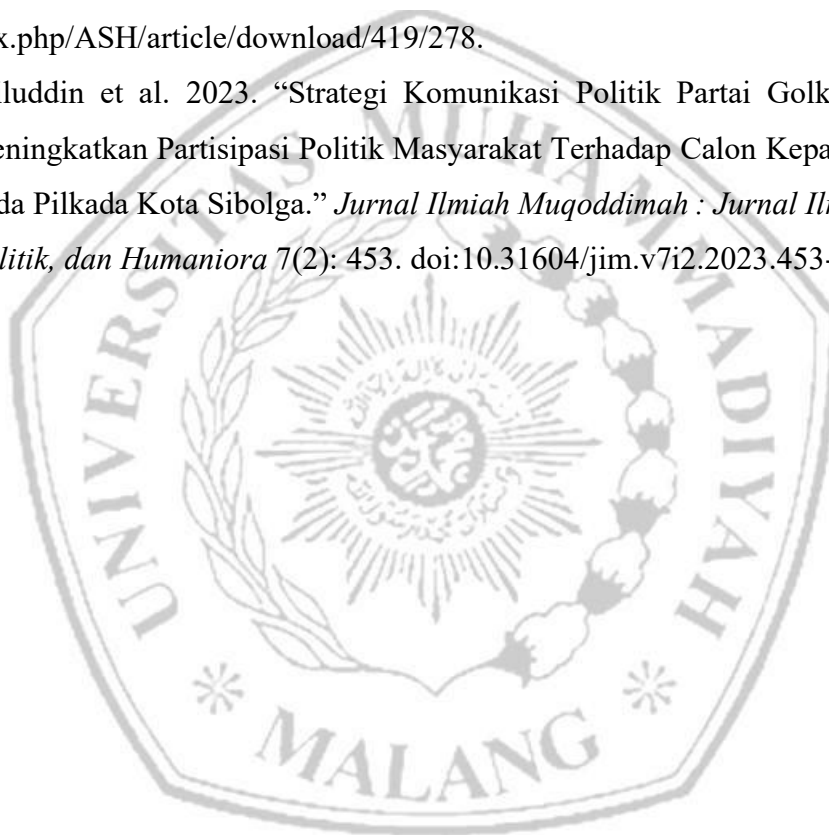 x.php/ASH/article/download/419/278.
luddin et al. 2023. “Strategi Komunikasi Politik Partai Golk
eningkatkan Partisipasi Politik Masyarakat Terhadap Calon Kepa
da Pilkada Kota Sibolga.” Jurnal Ilmiah Muqoddimah : Jurnal Il
litik, dan Humaniora 7(2): 453. doi:10.31604/jim.v7i2.2023.453-
UNIVERSITAS MUHAMMADIYAH
MALANG